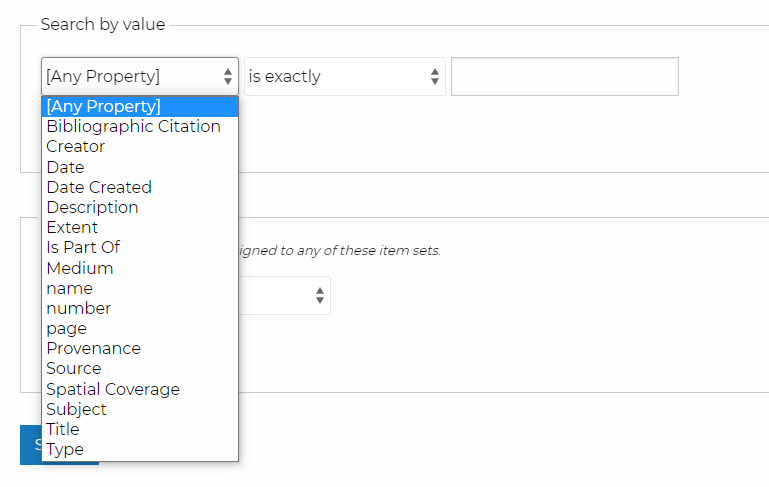 Search by value
[Any Property] is exactly
[Any Property]
Bibliographic Citation
Creator
Date
Date Created
Description
Extent
Is Part Of
Medium
name
number
page
Provenance
Source
Spatial Coverage
Subject
Title
Type
igned to any of these item sets.
S